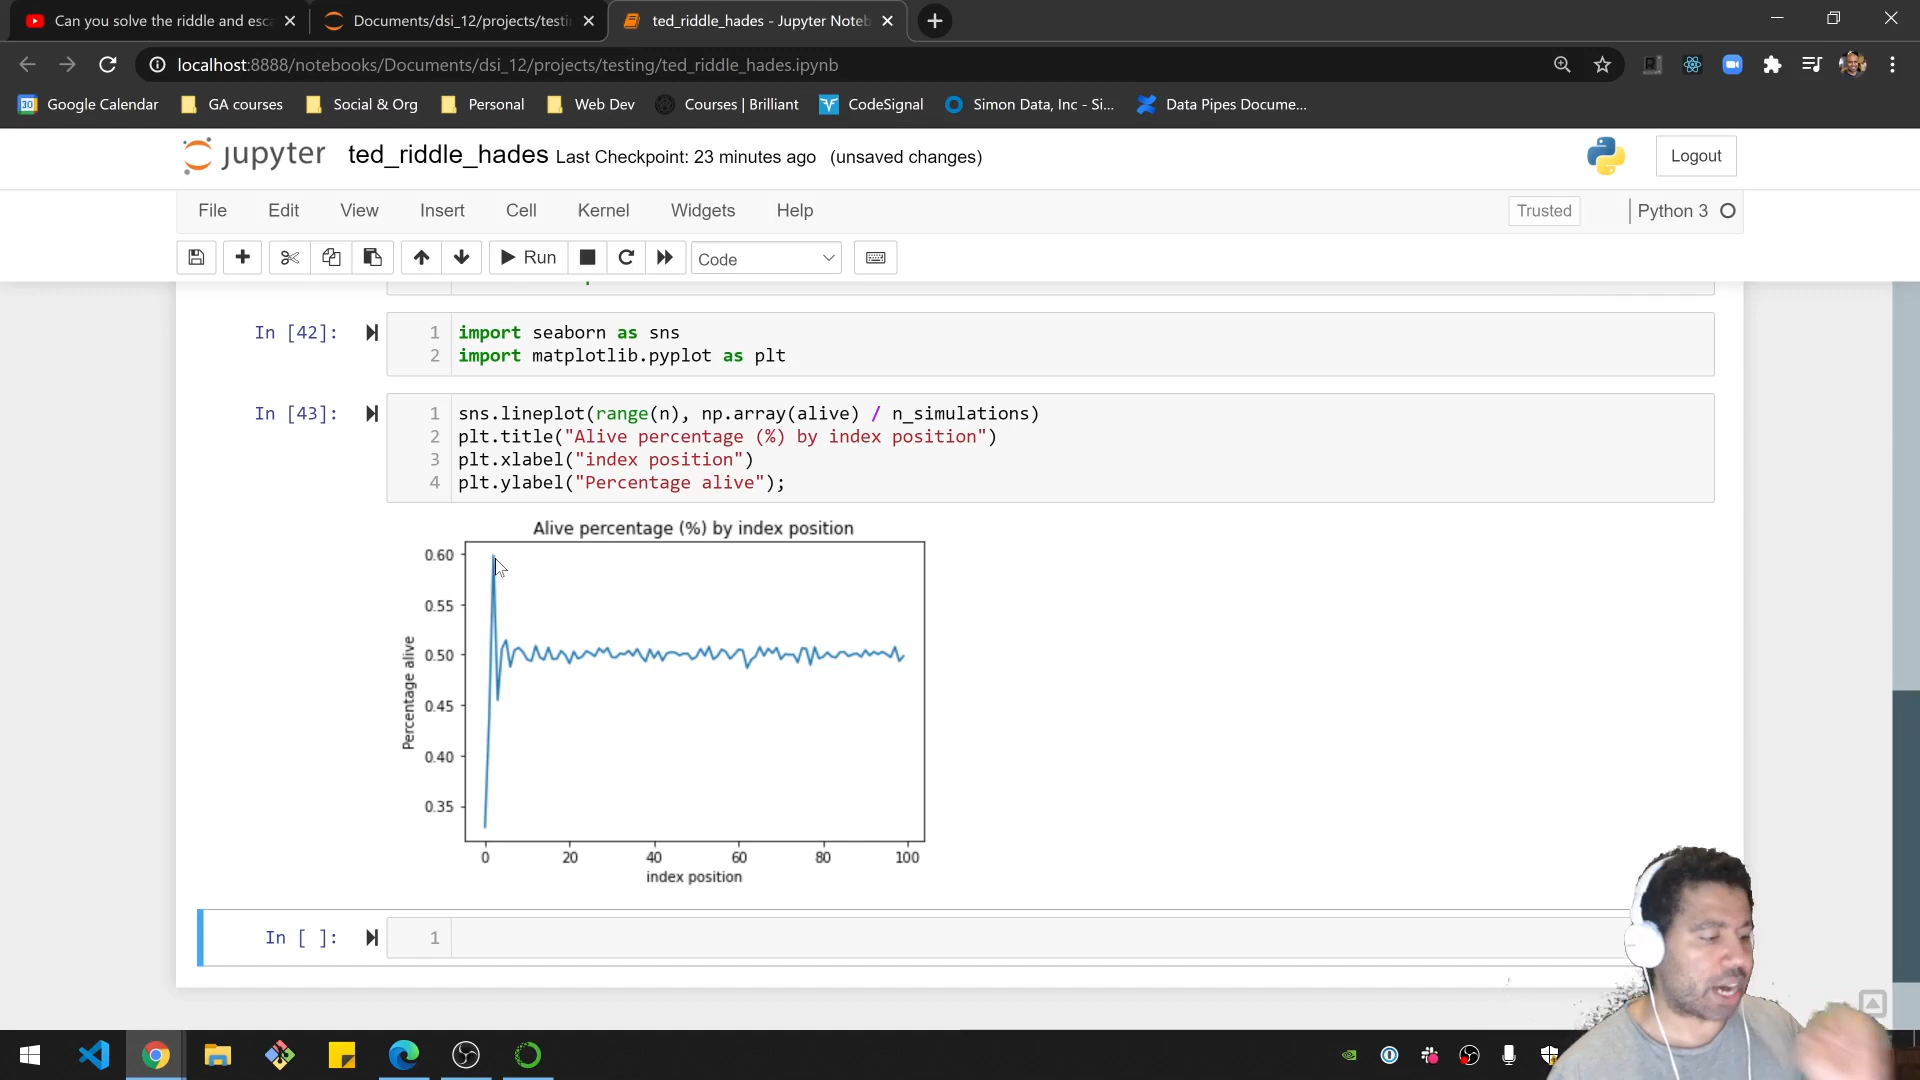 Can you solve the riddle and esca
Documents/dsi_12/projects/testi
ted_riddle_hades - Jupyter Noteb
localhost:8888/notebooks/Documents/dsi_12/projects/testing/ted_riddle_hades.ipynb
30 Google Calendar GA courses Social & Org Personal Web Dev Courses | Brilliant CodeSignal Simon Data, Inc - Si... Data Pipes Docume...
jupyter ted_riddle_hades Last Checkpoint: 23 minutes ago (unsaved changes) Logout
File Edit View Insert Cell Kernel Widgets Help Trusted Python 3
Run Code
In [42]: 1 import seaborn as sns
2 import matplotlib.pyplot as plt
In [43]: 1 sns.lineplot(range(n), np.array(alive) / n_simulations)
2 plt.title("Alive percentage (%) by index position")
3 plt.xlabel("index position")
4 plt.ylabel("Percentage alive");
Alive percentage (%) by index position
Percentage alive
0.60
0.55
0.50
0.45
0.40
0.35
0 20 40 60 80 100
index position
In [ ]: 1